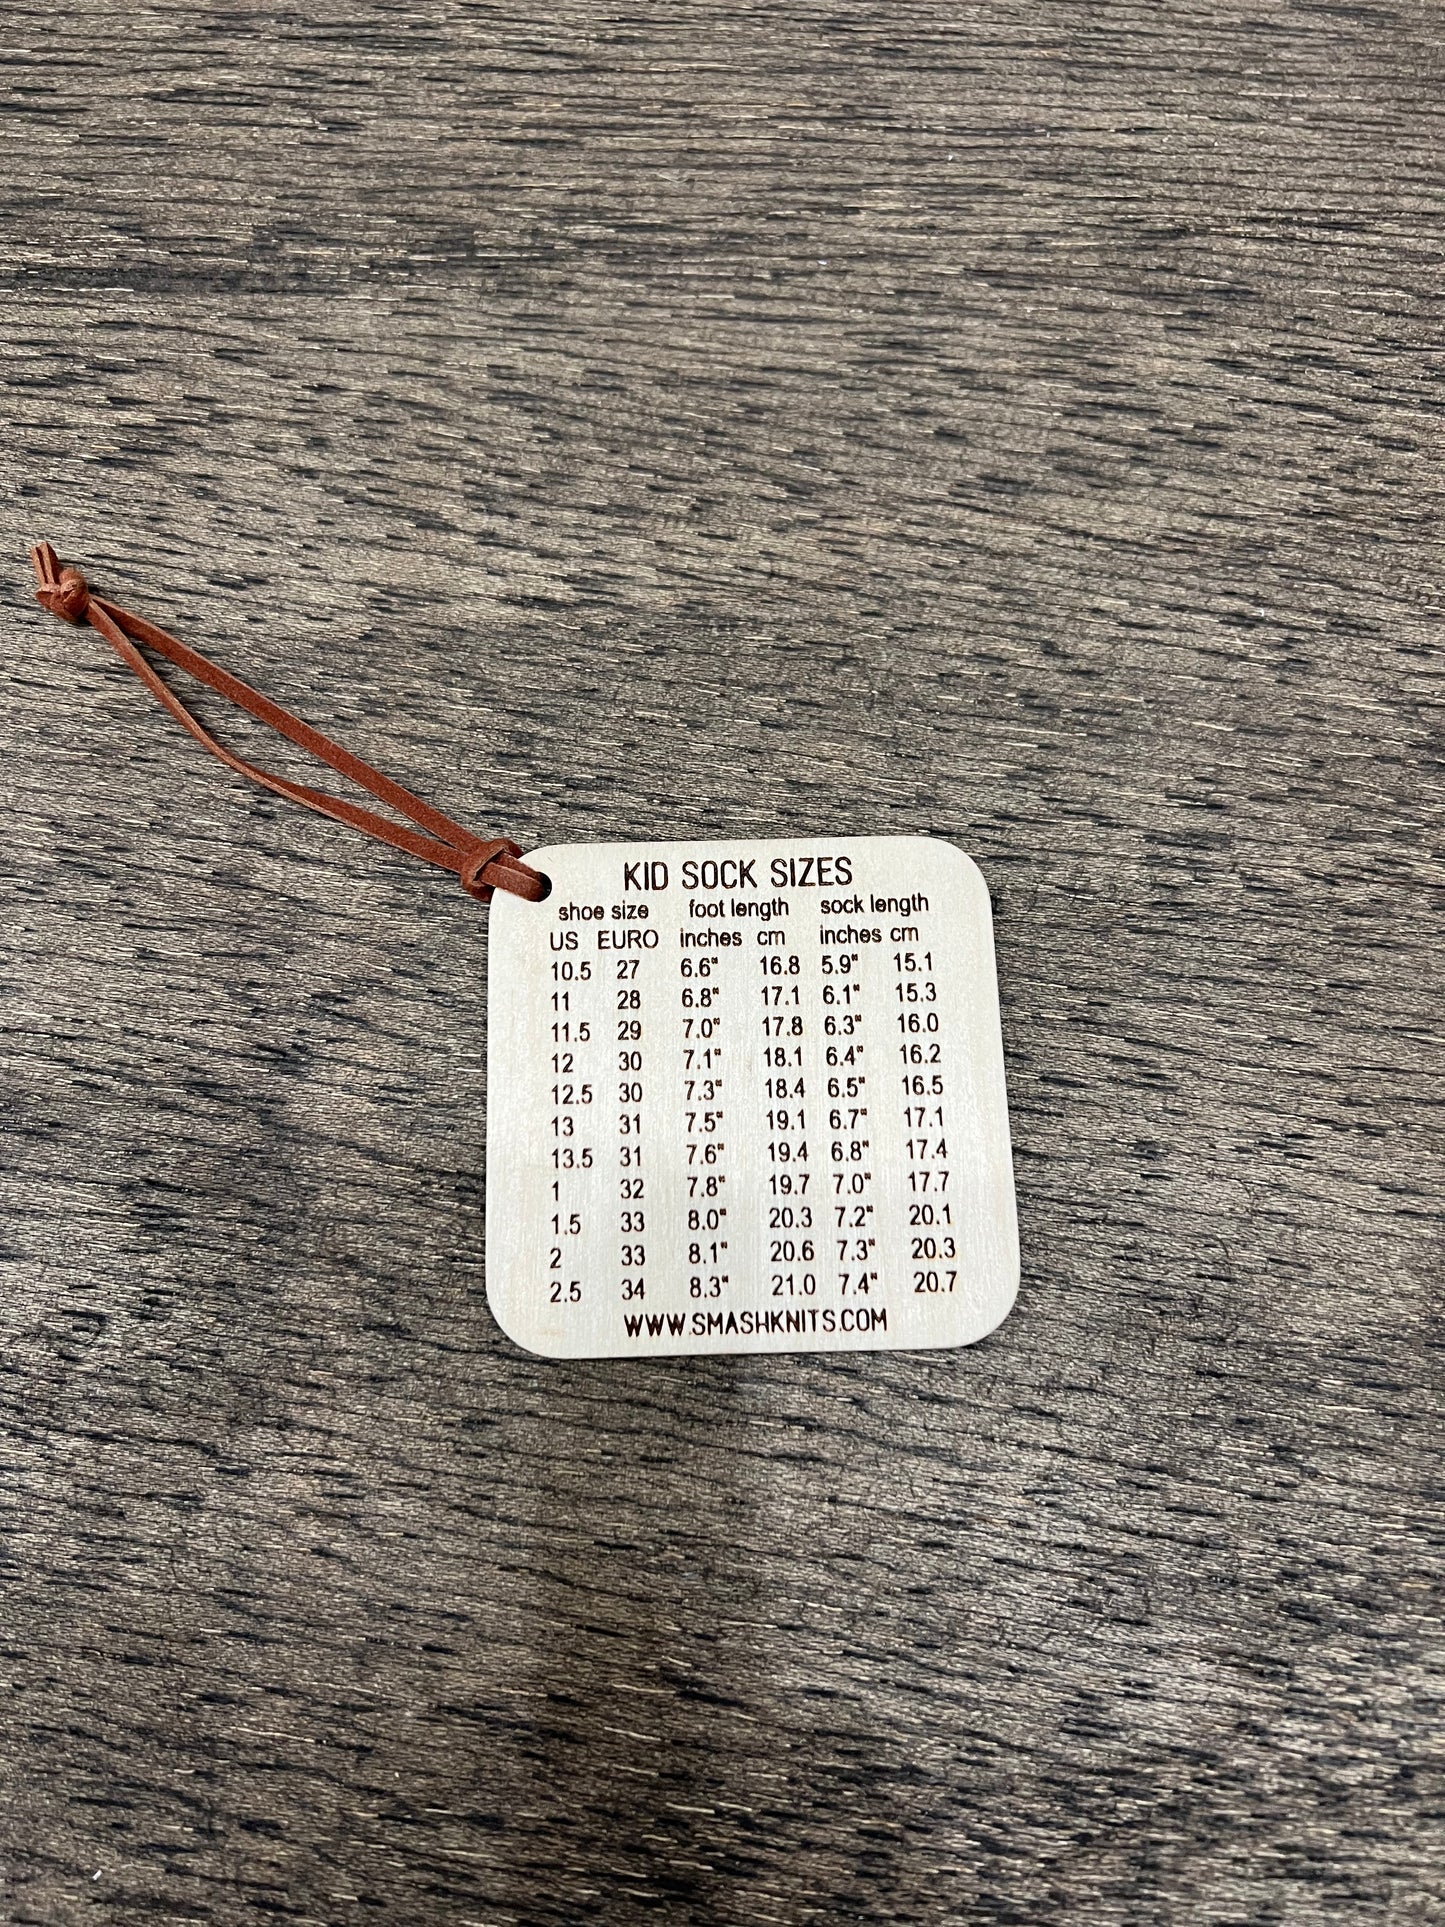 KID SOCK SIZES
shoe size foot length sock length
US EURO inches cm inches cm
10.5 27 6.6" 16.8 5.9" 15.1
11 28 6.8" 17.1 6.1" 15.3
11.5 29 7.0" 17.8 6.3" 16.0
12 30 7.1" 18.1 6.4" 16.2
12.5 30 7.3" 18.4 6.5" 16.5
13 31 7.5" 19.1 6.7" 17.1
13.5 31 7.6" 19.4 6.8" 17.4
1 32 7.8" 19.7 7.0" 17.7
1.5 33 8.0" 20.3 7.2" 20.1
2 33 8.1" 20.6 7.3" 20.3
2.5 34 8.3" 21.0 7.4" 20.7
WWW.SMASHKNITS.COM